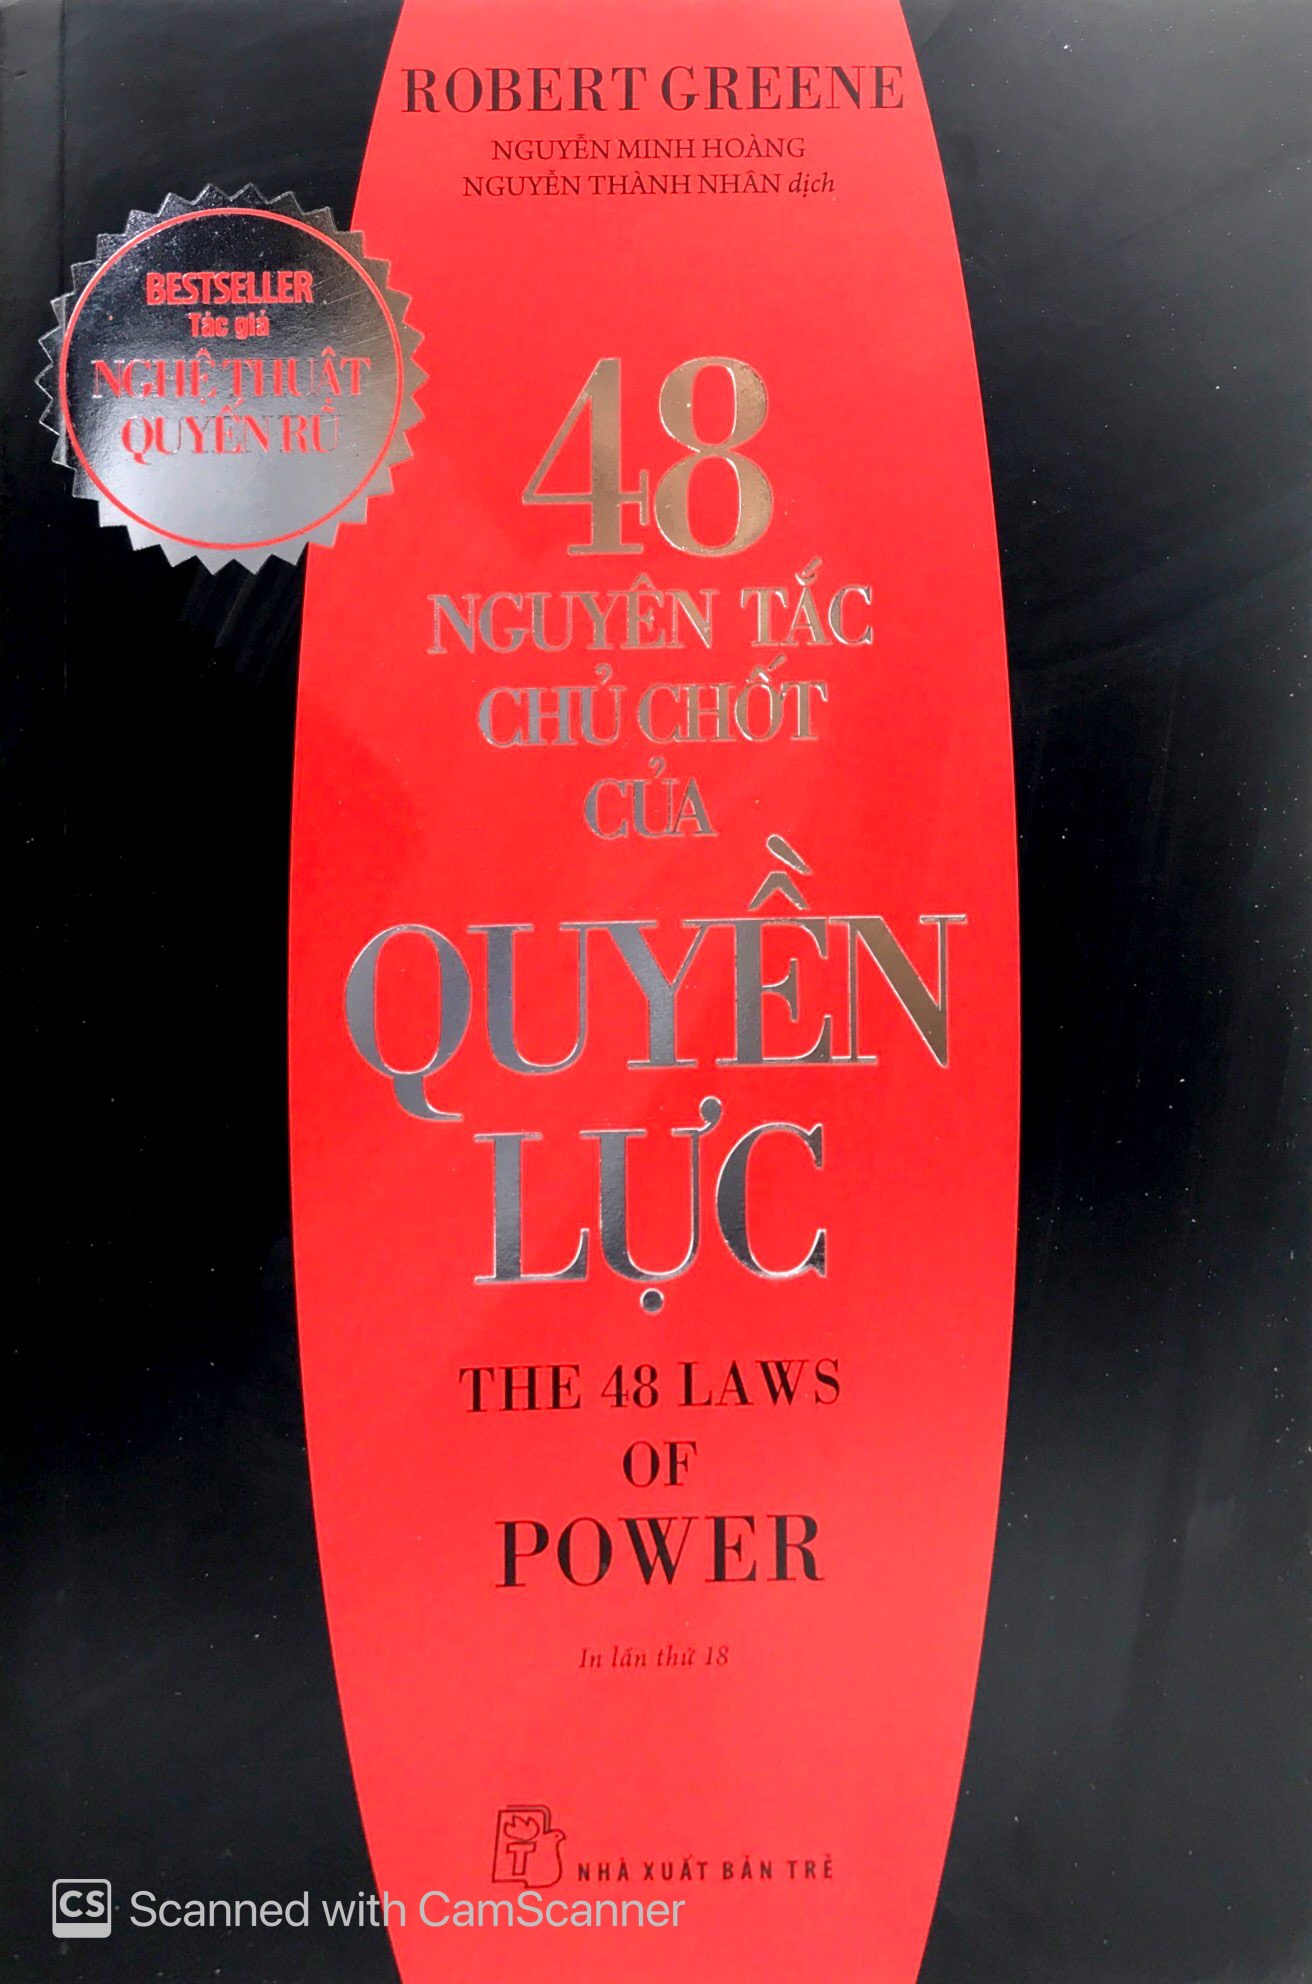 ROBERT GREENE
NGUYỄN MINH HOÀNG
NGUYỄN THÀNH NHÂN dịch
BESTSELLER
Tác giả
NGHỆ THUẬT
QUYẾN RŨ
48
NGUYÊN TẮC
CHỦ CHỐT
CỦA
QUYỀN
LỰC
THE 48 LAWS
OF
POWER
In lần thứ 18
T
NHÀ XUẤT BẢN TRẺ
CS Scanned with CamScanner